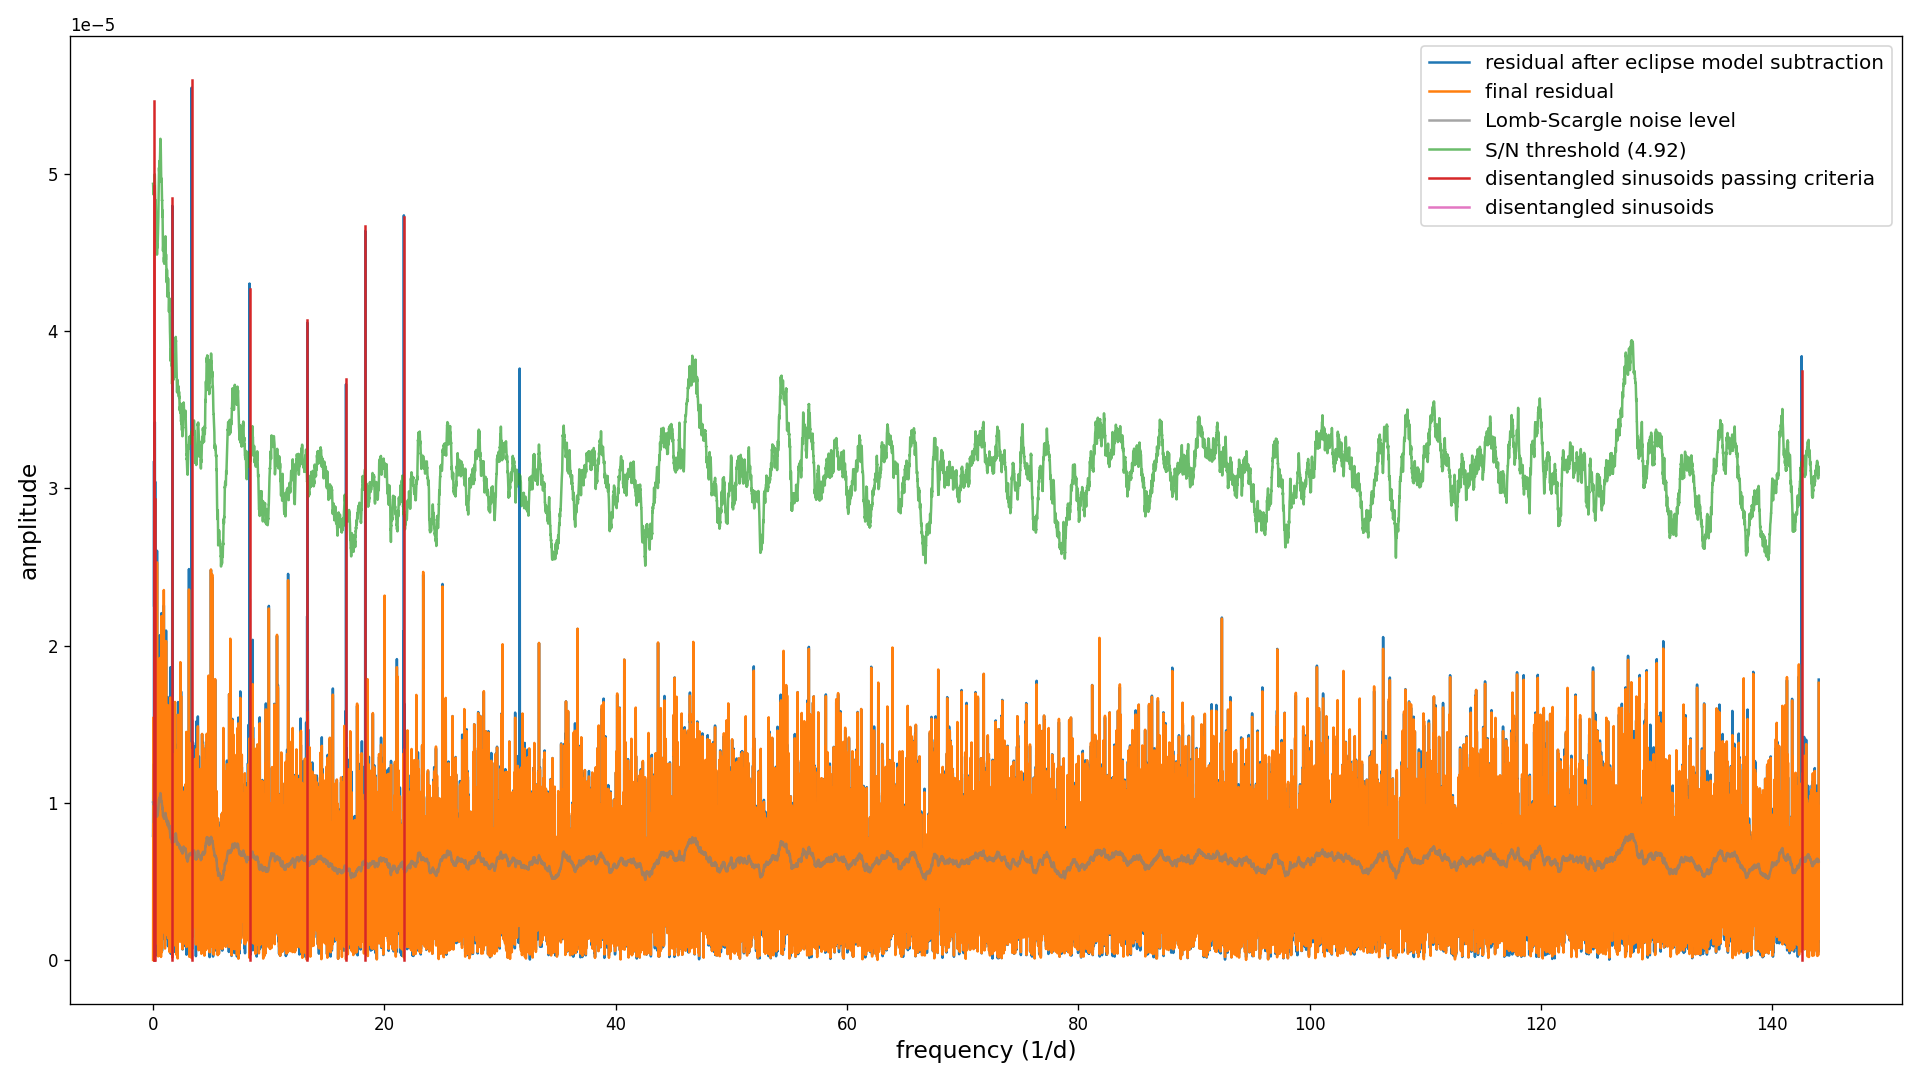 1e−5
residual after eclipse model subtraction
final residual
Lomb-Scargle noise level
S/N threshold (4.92)
disentangled sinusoids passing criteria
disentangled sinusoids
5
4
3
2
1
0
amplitude
0 20 40 60 80 100 120 140
frequency (1/d)